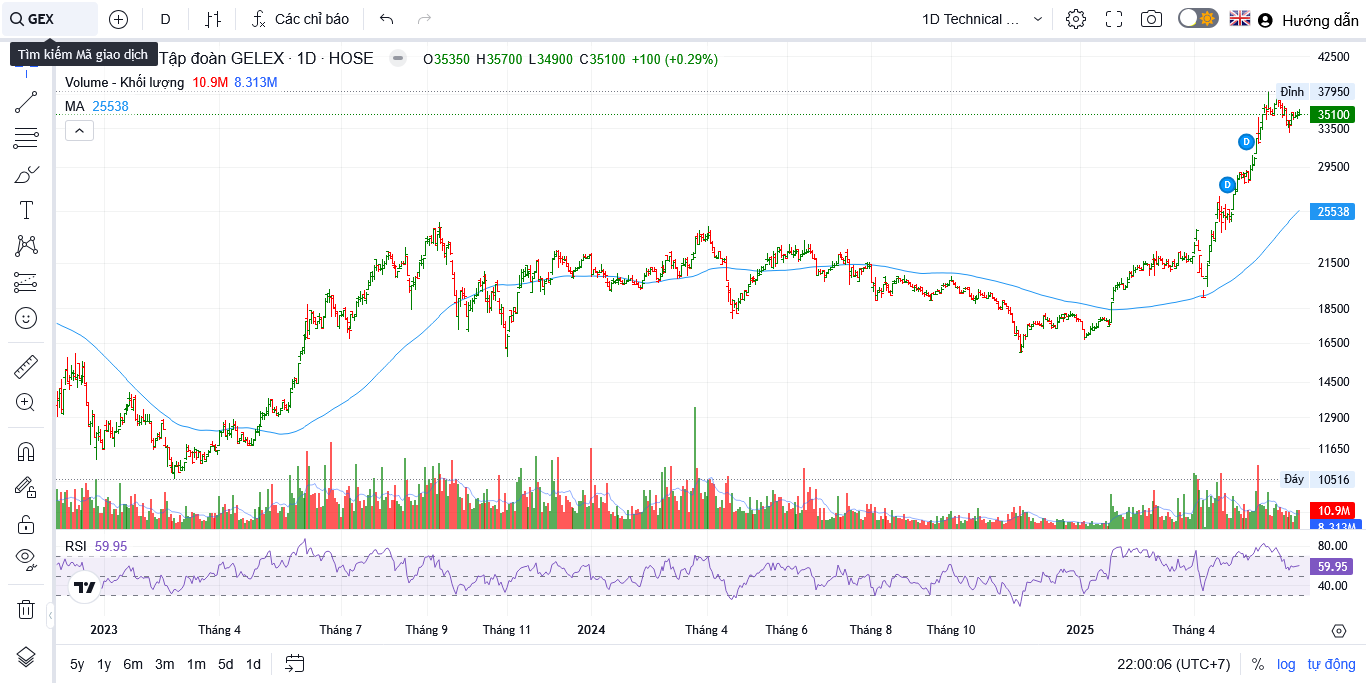 GEX D Các chỉ báo 1D Technical ... Hướng dẫn
Tìm kiếm Mã giao dịch
Tập đoàn GELEX · 1D · HOSE O35350 H35700 L34900 C35100 +100 (+0.29%)
Volume - Khối lượng 10.9M 8.313M
MA 25538
42500
Đỉnh 37950
35100
33500
D
29500
D
25538
21500
18500
16500
14500
12900
11650
Đáy 10516
10.9M
8.313M
RSI 59.95
80.00
59.95
40.00
2023 Tháng 4 Tháng 7 Tháng 9 Tháng 11 2024 Tháng 4 Tháng 6 Tháng 8 Tháng 10 2025 Tháng 4
5y 1y 6m 3m 1m 5d 1d 22:00:06 (UTC+7) % log tự động